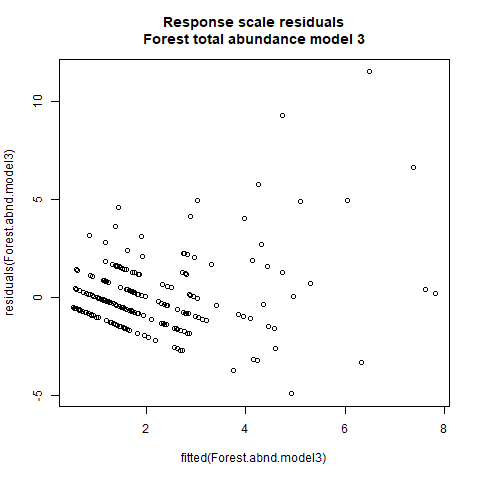 Response scale residuals
Forest total abundance model 3
10
5
0
-5
residuals(Forest.abnd.model3)
2
4
6
8
fitted(Forest.abnd.model3)